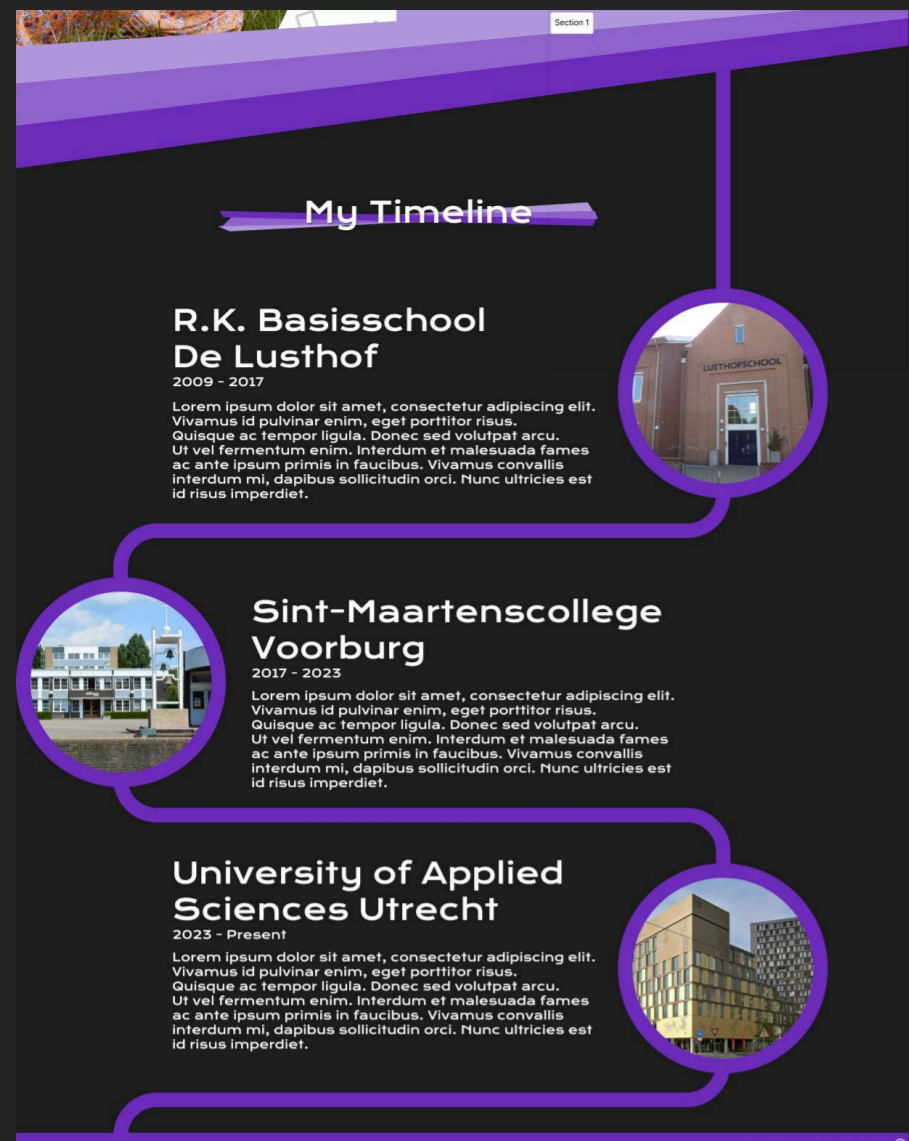 Section 1
My Timeline
R.K. Basisschool
De Lusthof
2009 - 2017
Lorem ipsum dolor sit amet, consectetur adipiscing elit.
Vivamus id pulvinar enim, eget porttitor risus.
Quisque ac tempor ligula. Donec sed volutpat arcu.
Ut vel fermentum enim. Interdum et malesuada fames
ac ante ipsum primis in faucibus. Vivamus convallis
interdum mi, dapibus sollicitudin orci. Nunc ultricies est
id risus imperdiet.
LUSTHOFSCHOOL
Sint-Maartenscollege
Voorburg
2017 - 2023
Lorem ipsum dolor sit amet, consectetur adipiscing elit.
Vivamus id pulvinar enim, eget porttitor risus.
Quisque ac tempor ligula. Donec sed volutpat arcu.
Ut vel fermentum enim. Interdum et malesuada fames
ac ante ipsum primis in faucibus. Vivamus convallis
interdum mi, dapibus sollicitudin orci. Nunc ultricies est
id risus imperdiet.
University of Applied
Sciences Utrecht
2023 - Present
Lorem ipsum dolor sit amet, consectetur adipiscing elit.
Vivamus id pulvinar enim, eget porttitor risus.
Quisque ac tempor ligula. Donec sed volutpat arcu.
Ut vel fermentum enim. Interdum et malesuada fames
ac ante ipsum primis in faucibus. Vivamus convallis
interdum mi, dapibus sollicitudin orci. Nunc ultricies est
id risus imperdiet.